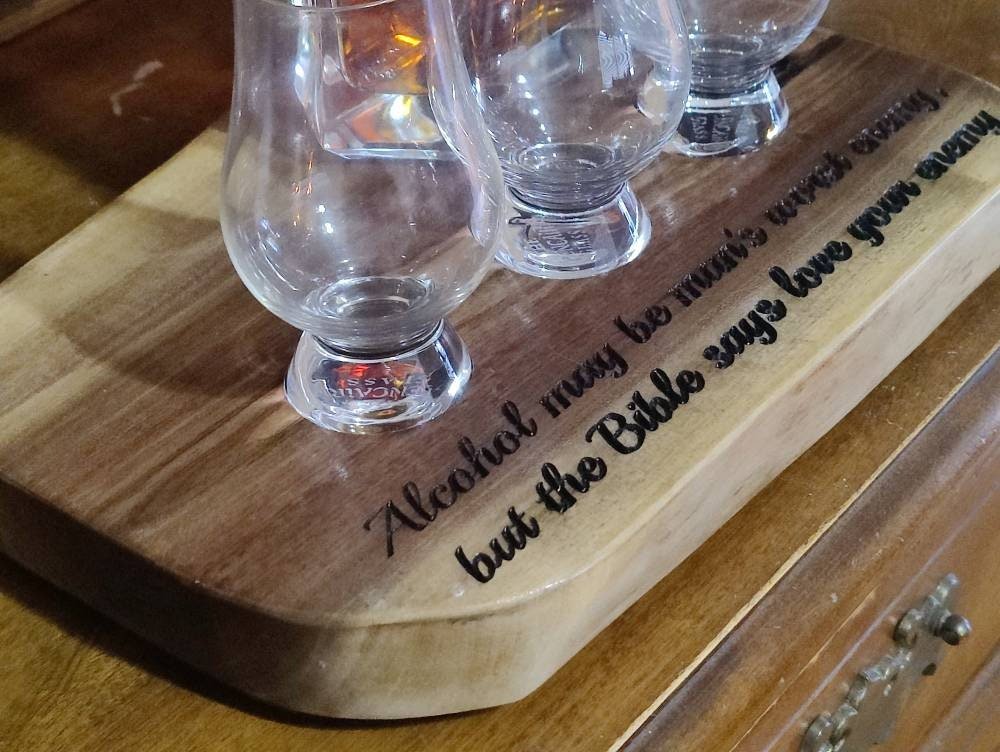 Alcohol may be man's worst enemy,
but the Bible says love your enemy